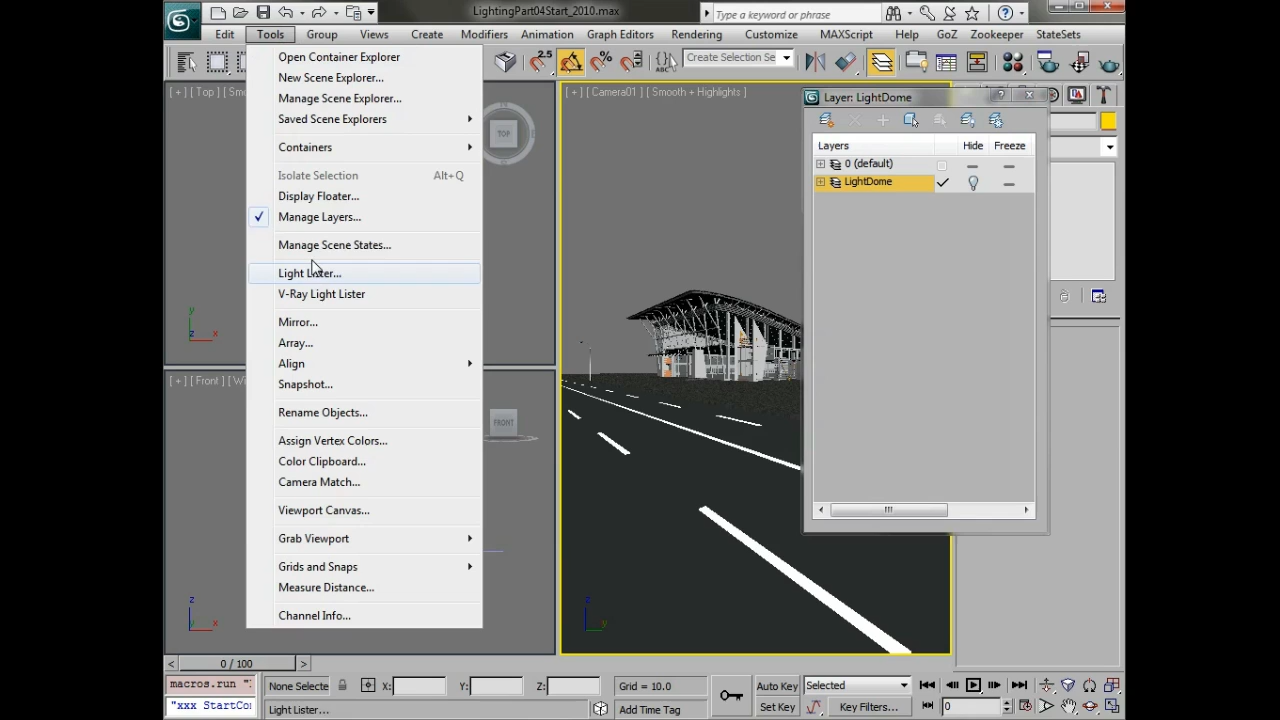 LightingPart04Start_2010.max
Type a keyword or phrase
Edit
Tools
Group
Views
Create
Modifiers
Animation
Graph Editors
Rendering
Customize
MAXScript
Help
GoZ
Zookeeper
StateSets
2.5
Create Selection Se
[ + ] Top
[ + ] Camera01 [ Smooth + Highlights ]
TOP
Open Container Explorer
New Scene Explorer...
Manage Scene Explorer...
Saved Scene Explorers
Containers
Isolate Selection Alt+Q
Display Floater...
Manage Layers...
Manage Scene States...
Light Lister...
V-Ray Light Lister
Mirror...
Array...
Align
Snapshot...
Rename Objects...
Assign Vertex Colors...
Color Clipboard...
Camera Match...
Viewport Canvas...
Grab Viewport
Grids and Snaps
Measure Distance...
Channel Info...
Layer: LightDome
Layers Hide Freeze
0 (default)
LightDome
y
z x
[ + ] Front
FRONT
z
y x
z
y
0 / 100
macros.run "
None Selecte
X:
Y:
Z:
Grid = 10.0
Auto Key
Selected
"xxx StartCo
Light Lister...
Add Time Tag
Set Key
Key Filters...
0